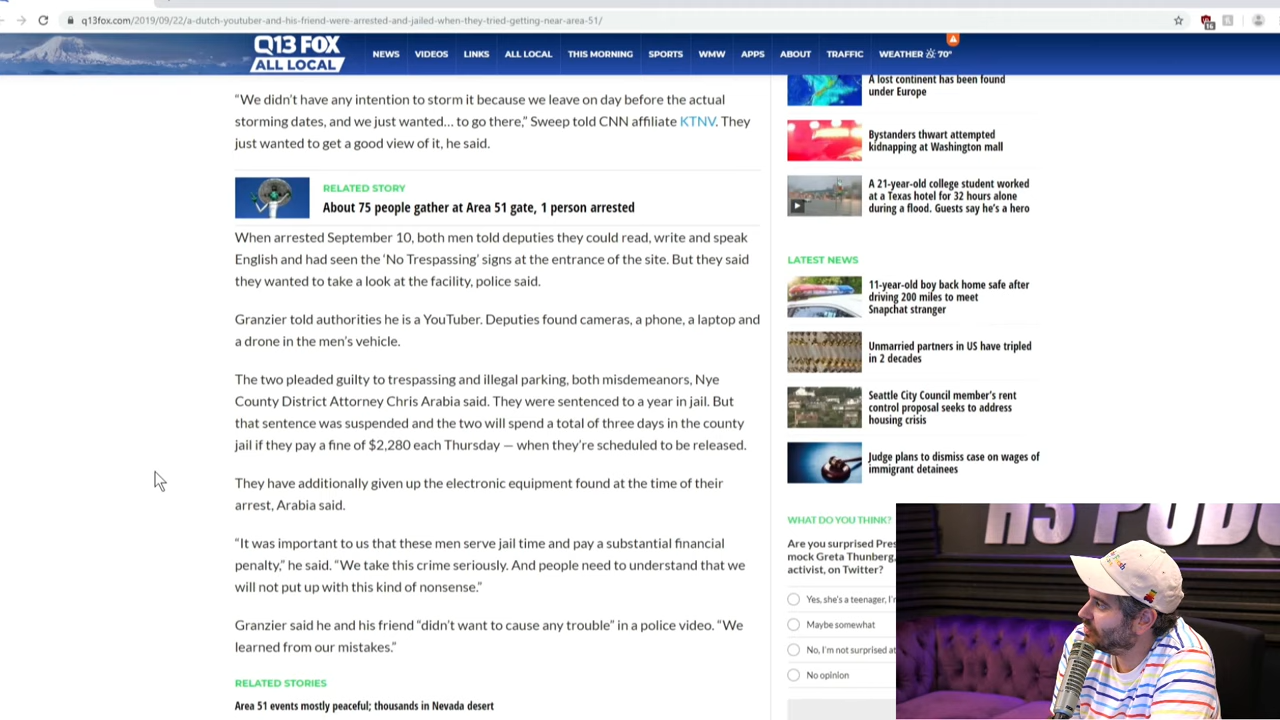 q13fox.com/2019/09/22/a-dutch-youtuber-and-his-friend-were-arrested-and-jailed-when-they-tried-getting-near-area-51/
Q13 FOX
ALL LOCAL
NEWS VIDEOS LINKS ALL LOCAL THIS MORNING SPORTS WMW APPS ABOUT TRAFFIC WEATHER 70°
“We didn’t have any intention to storm it because we leave on day before the actual
storming dates, and we just wanted… to go there,” Sweep told CNN affiliate KTNV. They
just wanted to get a good view of it, he said.
RELATED STORY
About 75 people gather at Area 51 gate, 1 person arrested
When arrested September 10, both men told deputies they could read, write and speak
English and had seen the ‘No Trespassing’ signs at the entrance of the site. But they said
they wanted to take a look at the facility, police said.
Granzier told authorities he is a YouTuber. Deputies found cameras, a phone, a laptop and
a drone in the men’s vehicle.
The two pleaded guilty to trespassing and illegal parking, both misdemeanors, Nye
County District Attorney Chris Arabia said. They were sentenced to a year in jail. But
that sentence was suspended and the two will spend a total of three days in the county
jail if they pay a fine of $2,280 each Thursday — when they’re scheduled to be released.
They have additionally given up the electronic equipment found at the time of their
arrest, Arabia said.
“It was important to us that these men serve jail time and pay a substantial financial
penalty,” he said. “We take this crime seriously. And people need to understand that we
will not put up with this kind of nonsense.”
Granzier said he and his friend “didn’t want to cause any trouble” in a police video. “We
learned from our mistakes.”
RELATED STORIES
Area 51 events mostly peaceful; thousands in Nevada desert
A lost continent has been found
under Europe
Bystanders thwart attempted
kidnapping at Washington mall
A 21-year-old college student worked
at a Texas hotel for 32 hours alone
during a flood. Guests say he's a hero
LATEST NEWS
11-year-old boy back home safe after
driving 200 miles to meet
Snapchat stranger
Unmarried partners in US have tripled
in 2 decades
Seattle City Council member's rent
control proposal seeks to address
housing crisis
Judge plans to dismiss case on wages of
immigrant detainees
WHAT DO YOU THINK?
Are you surprised Pres
mock Greta Thunberg,
activist, on Twitter?
Yes, she's a teenager, I'
Maybe somewhat
No, I'm not surprised at
No opinion
H3 PODC